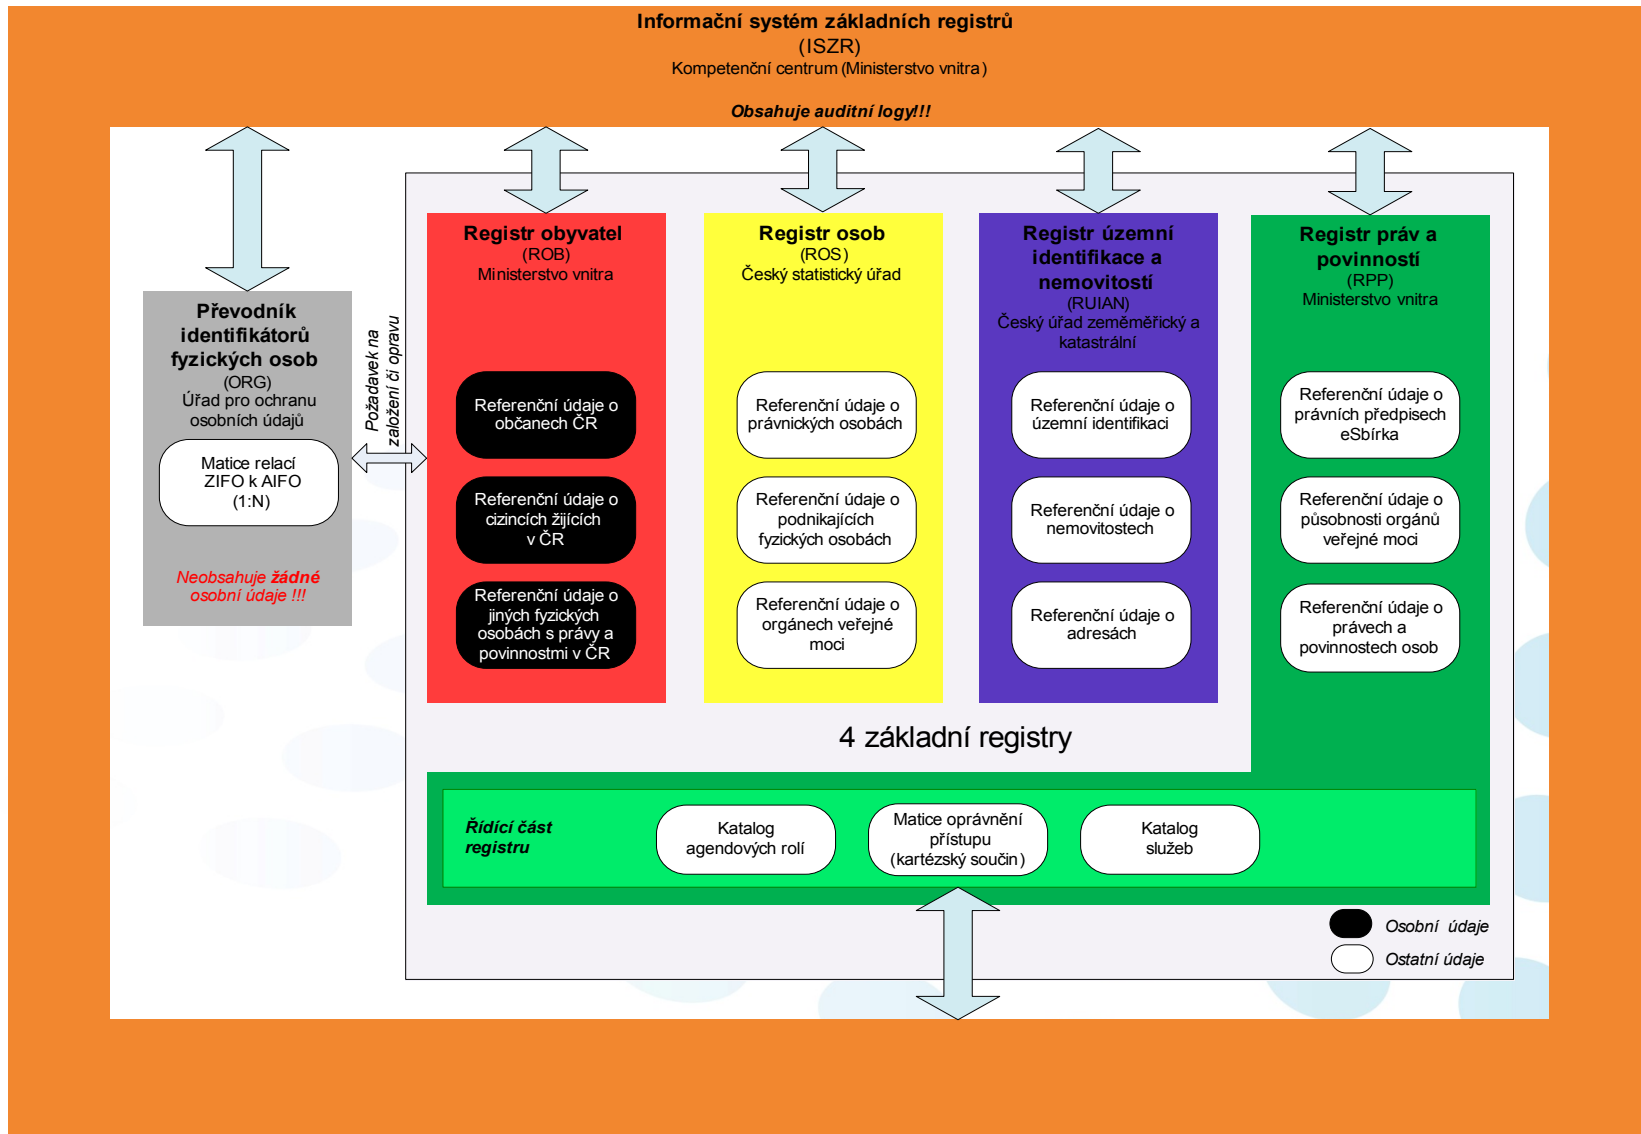 Informační systém základních registrů
(ISZR)
Kompetenční centrum (Ministerstvo vnitra)
Obsahuje auditní logy!!!
Převodník
identifikátorů
fyzických osob
(ORG)
Úřad pro ochranu
osobních údajů
Matice relací
ZIFO k AIFO
(1:N)
Neobsahuje žádné
osobní údaje !!!
Požadavek na
založení či opravu
Registr obyvatel
(ROB)
Ministerstvo vnitra
Referenční údaje o
občanech ČR
Referenční údaje o
cizincích žijících
v ČR
Referenční údaje o
jiných fyzických
osobách s právy a
povinnostmi v ČR
Registr osob
(ROS)
Český statistický úřad
Referenční údaje o
právnických osobách
Referenční údaje o
podnikajících
fyzických osobách
Referenční údaje o
orgánech veřejné
moci
Registr územní
identifikace a
nemovitostí
(RUIAN)
Český úřad zeměměřický a
katastrální
Referenční údaje o
územní identifikaci
Referenční údaje o
nemovitostech
Referenční údaje o
adresách
Registr práv a
povinností
(RPP)
Ministerstvo vnitra
Referenční údaje o
právních předpisech
eSbírka
Referenční údaje o
působnosti orgánů
veřejné moci
Referenční údaje o
právech a
povinnostech osob
4 základní registry
Řídící část
registru
Katalog
agendových rolí
Matice oprávnění
přístupu
(kartézský součin)
Katalog
služeb
Osobní údaje
Ostatní údaje